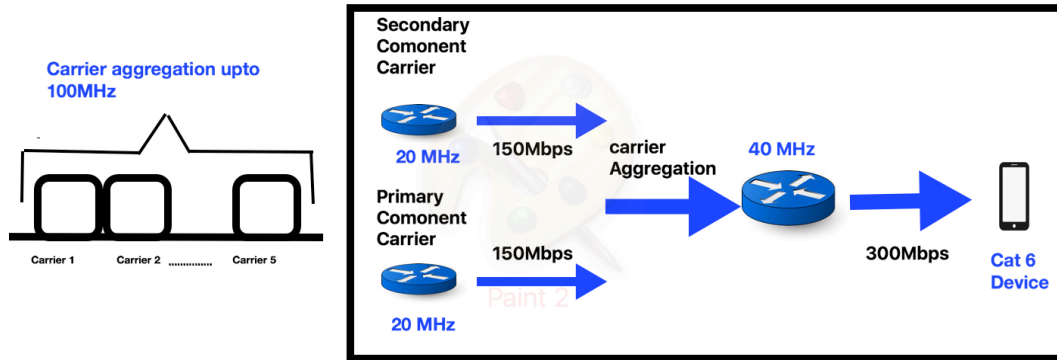 Carrier aggregation upto
100MHz
Carrier 1
Carrier 2
..............
Carrier 5
Secondary
Comonent
Carrier
20 MHz
150Mbps
Primary
Comonent
Carrier
20 MHz
150Mbps
carrier
Aggregation
40 MHz
300Mbps
Cat 6
Device
Paint 2